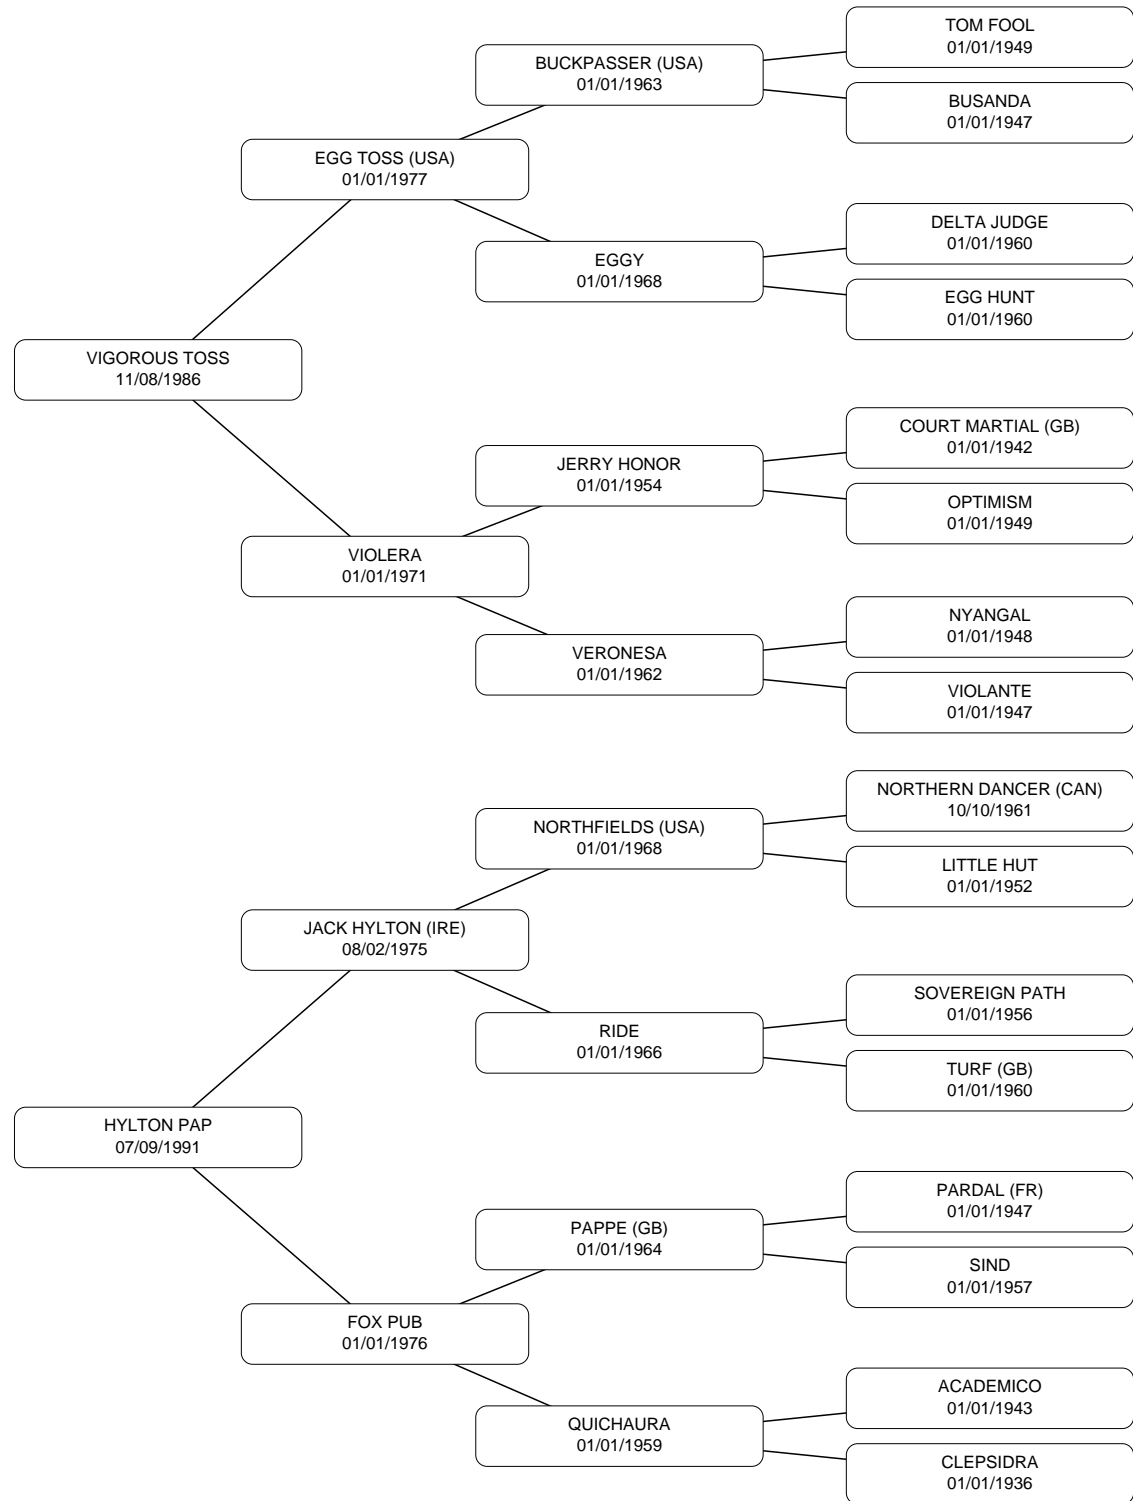 TOM FOOL
01/01/1949
BUCKPASSER (USA)
01/01/1963
BUSANDA
01/01/1947
EGG TOSS (USA)
01/01/1977
DELTA JUDGE
01/01/1960
EGGY
01/01/1968
EGG HUNT
01/01/1960
VIGOROUS TOSS
11/08/1986
COURT MARTIAL (GB)
01/01/1942
JERRY HONOR
01/01/1954
OPTIMISM
01/01/1949
VIOLERA
01/01/1971
NYANGAL
01/01/1948
VERONESA
01/01/1962
VIOLANTE
01/01/1947
NORTHERN DANCER (CAN)
10/10/1961
NORTHFIELDS (USA)
01/01/1968
LITTLE HUT
01/01/1952
JACK HYLTON (IRE)
08/02/1975
SOVEREIGN PATH
01/01/1956
RIDE
01/01/1966
TURF (GB)
01/01/1960
HYLTON PAP
07/09/1991
PARDAL (FR)
01/01/1947
PAPPE (GB)
01/01/1964
SIND
01/01/1957
FOX PUB
01/01/1976
ACADEMICO
01/01/1943
QUICHAURA
01/01/1959
CLEPSIDRA
01/01/1936